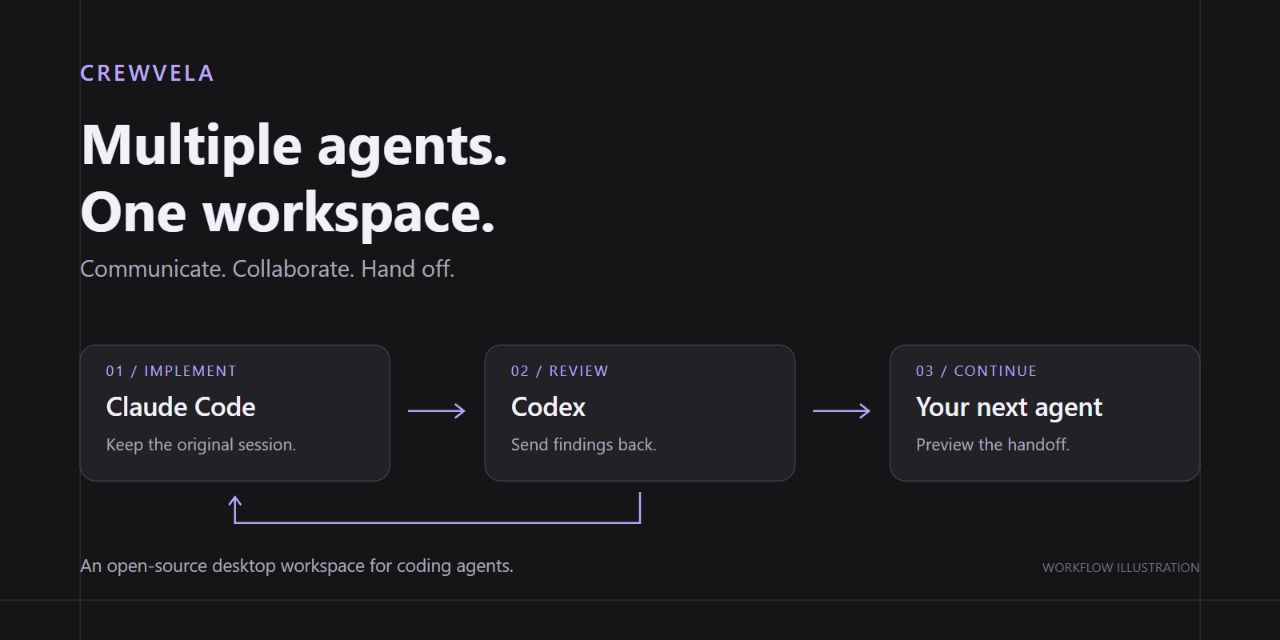 CREWVELA
Multiple agents.
One workspace.
Communicate. Collaborate. Hand off.
01 / IMPLEMENT
Claude Code
Keep the original session.
02 / REVIEW
Codex
Send findings back.
03 / CONTINUE
Your next agent
Preview the handoff.
An open-source desktop workspace for coding agents.
WORKFLOW ILLUSTRATION